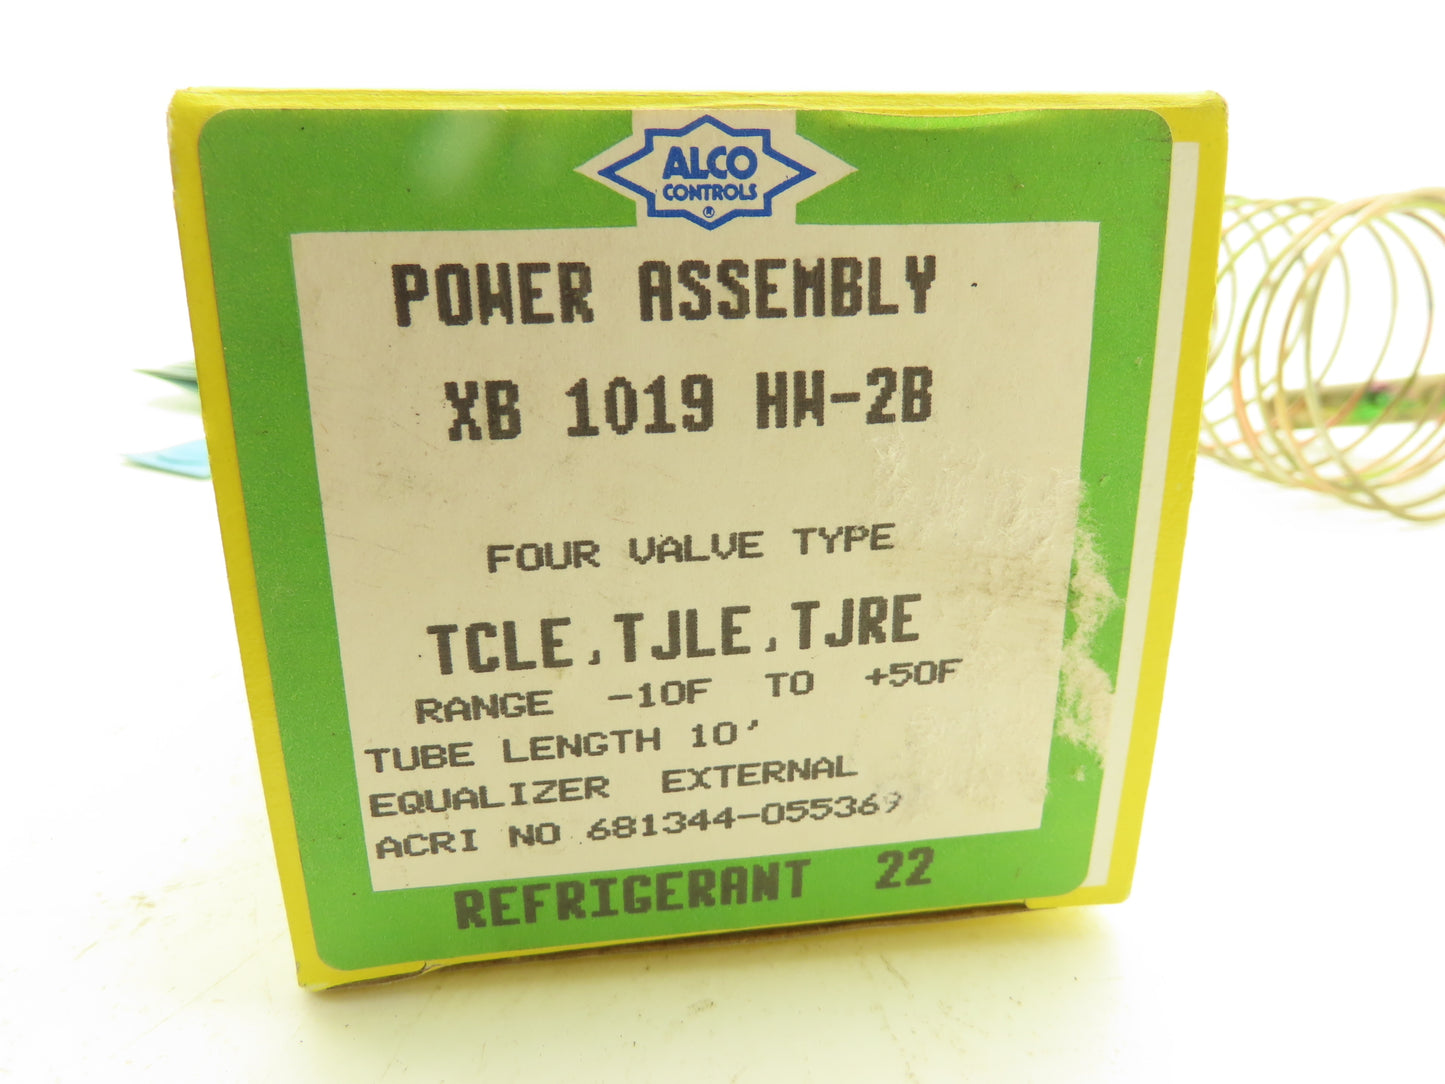 ALCO
CONTROLS
®
POWER ASSEMBLY
XB 1019 HW-2B
FOUR VALVE TYPE
TCLE,TJLE,TJRE
RANGE -10F TO +50F
TUBE LENGTH 10'
EQUALIZER EXTERNAL
ACRI NO 681344-055369
REFRIGERANT 22